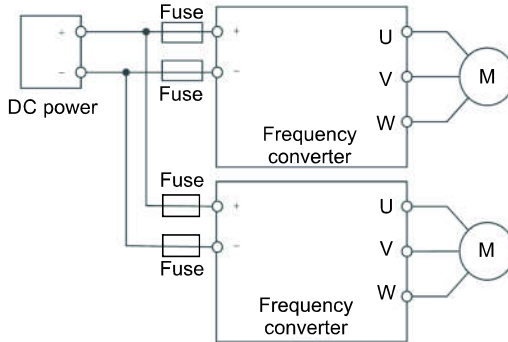 Fuse
+
+
U
−
−
V
M
DC power
Fuse
W
Frequency
converter
Fuse
+
U
−
V
M
Fuse
W
Frequency
converter